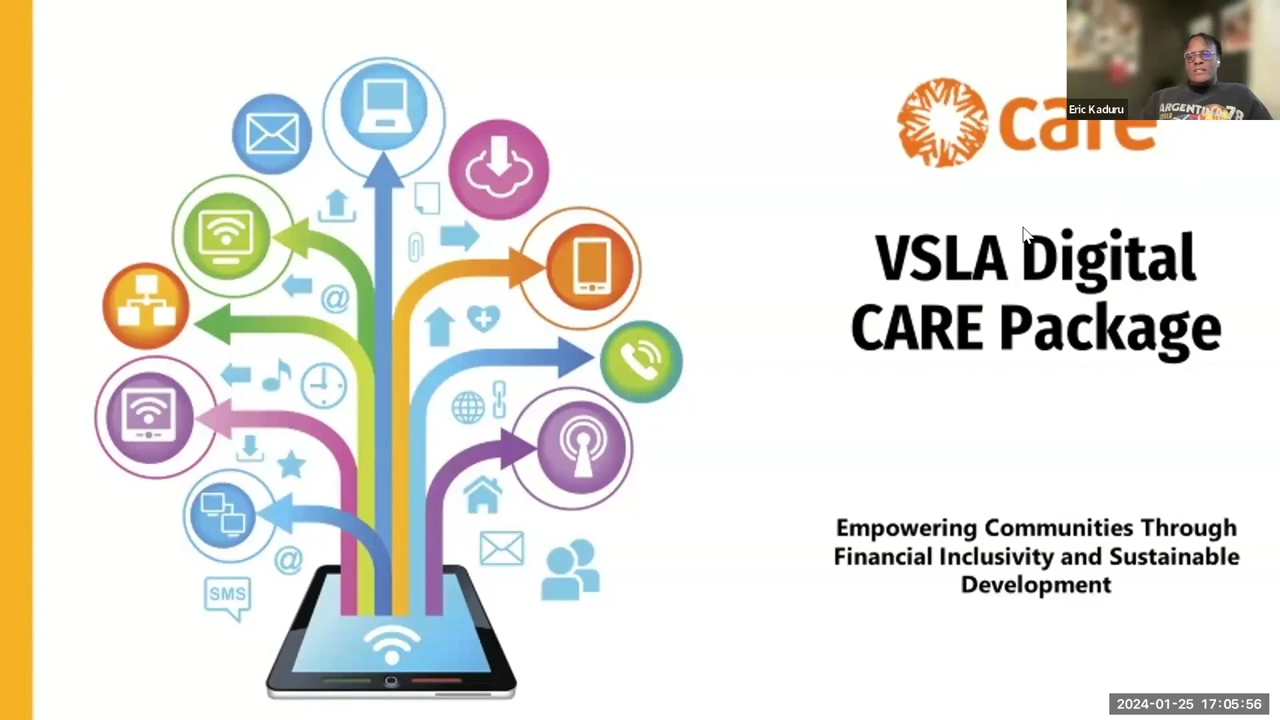 care
Eric Kaduru
ARGENTINA
VSLA Digital
CARE Package
Empowering Communities Through
Financial Inclusivity and Sustainable
Development
@
@
SMS
2024-01-25 17:05:56